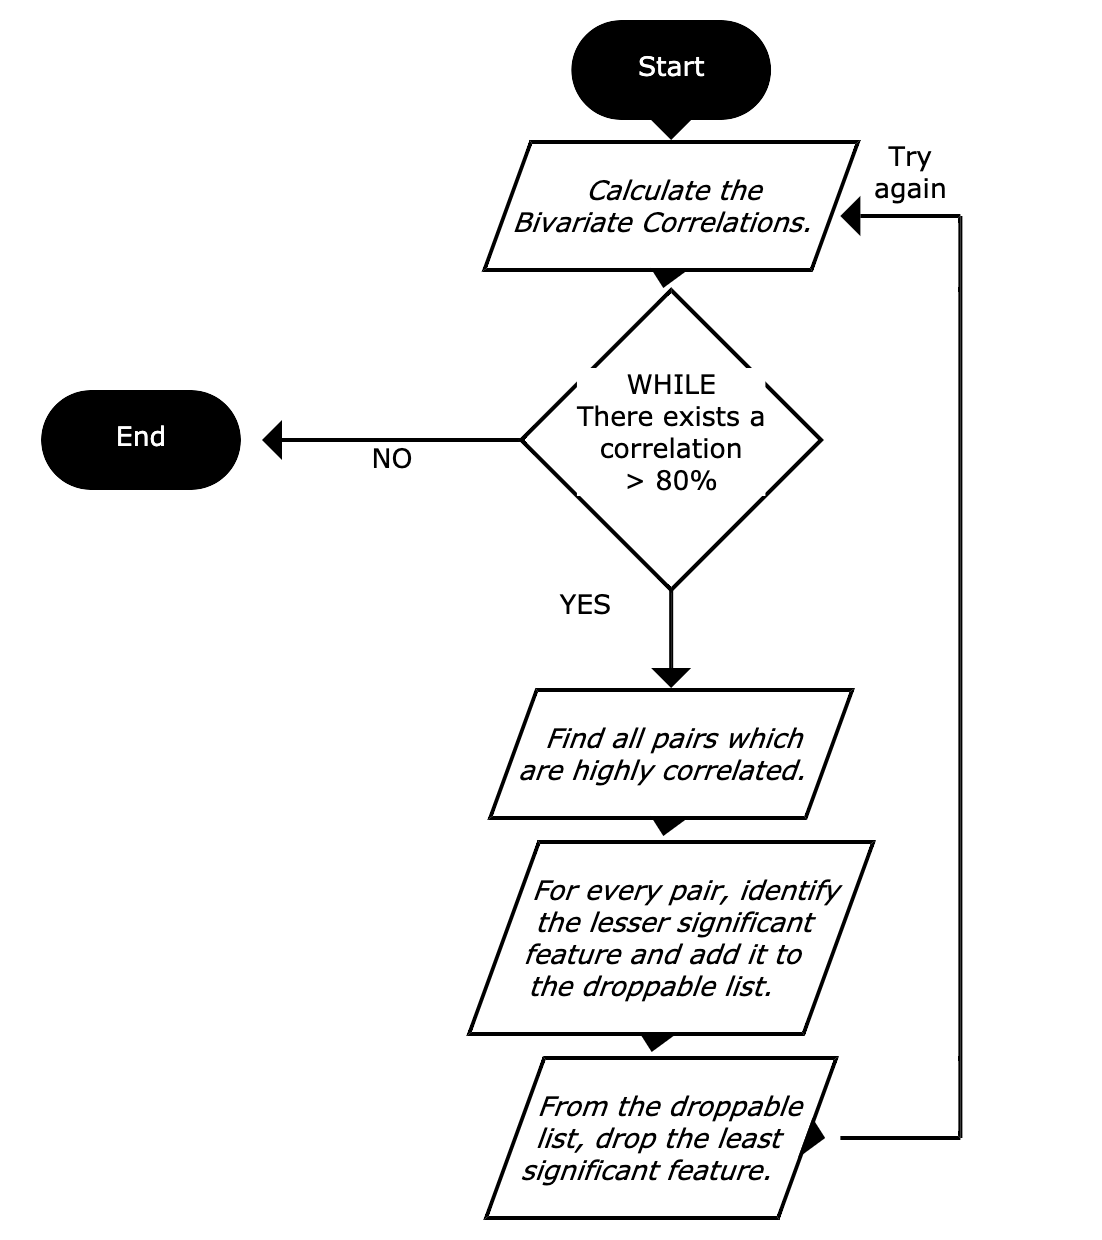 Start
Calculate the
Bivariate Correlations.
Try
again
WHILE
There exists a
correlation
> 80%
End
NO
YES
Find all pairs which
are highly correlated.
For every pair, identify
the lesser significant
feature and add it to
the droppable list.
From the droppable
list, drop the least
significant feature.